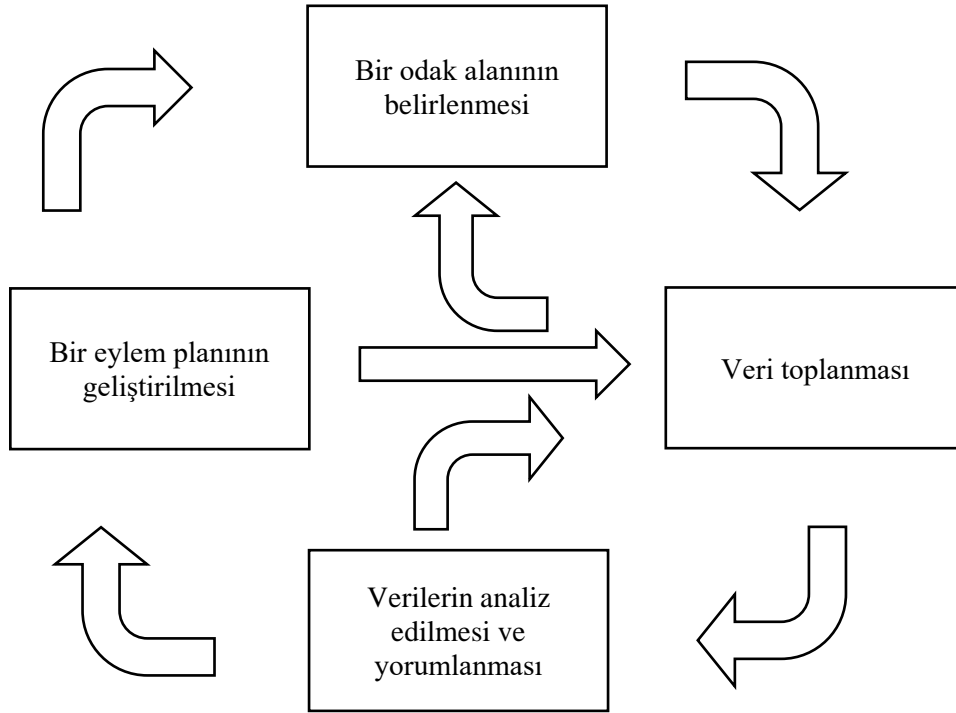 Bir odak alanının
belirlenmesi
Bir eylem planının
geliştirilmesi
Veri toplanması
Verilerin analiz
edilmesi ve
yorumlanması